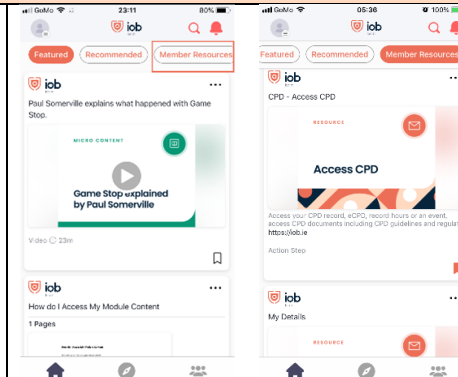 GoMo
23:11
80%
iob
Featured
Recommended
Member Resources
iob
Paul Somerville explains what happened with Game
Stop.
MICRO CONTENT
Game Stop explained
by Paul Somerville
Video 23m
iob
How do I Access My Module Content
1 Pages
GoMo
05:36
100%
iob
Featured
Recommended
Member Resources
iob
CPD - Access CPD
RESOURCE
Access CPD
Access your CPD record, eCPD, record hours or an event,
access CPD documents including CPD guidelines and regulat
https://iob.ie
Action Step
iob
My Details
RESOURCE